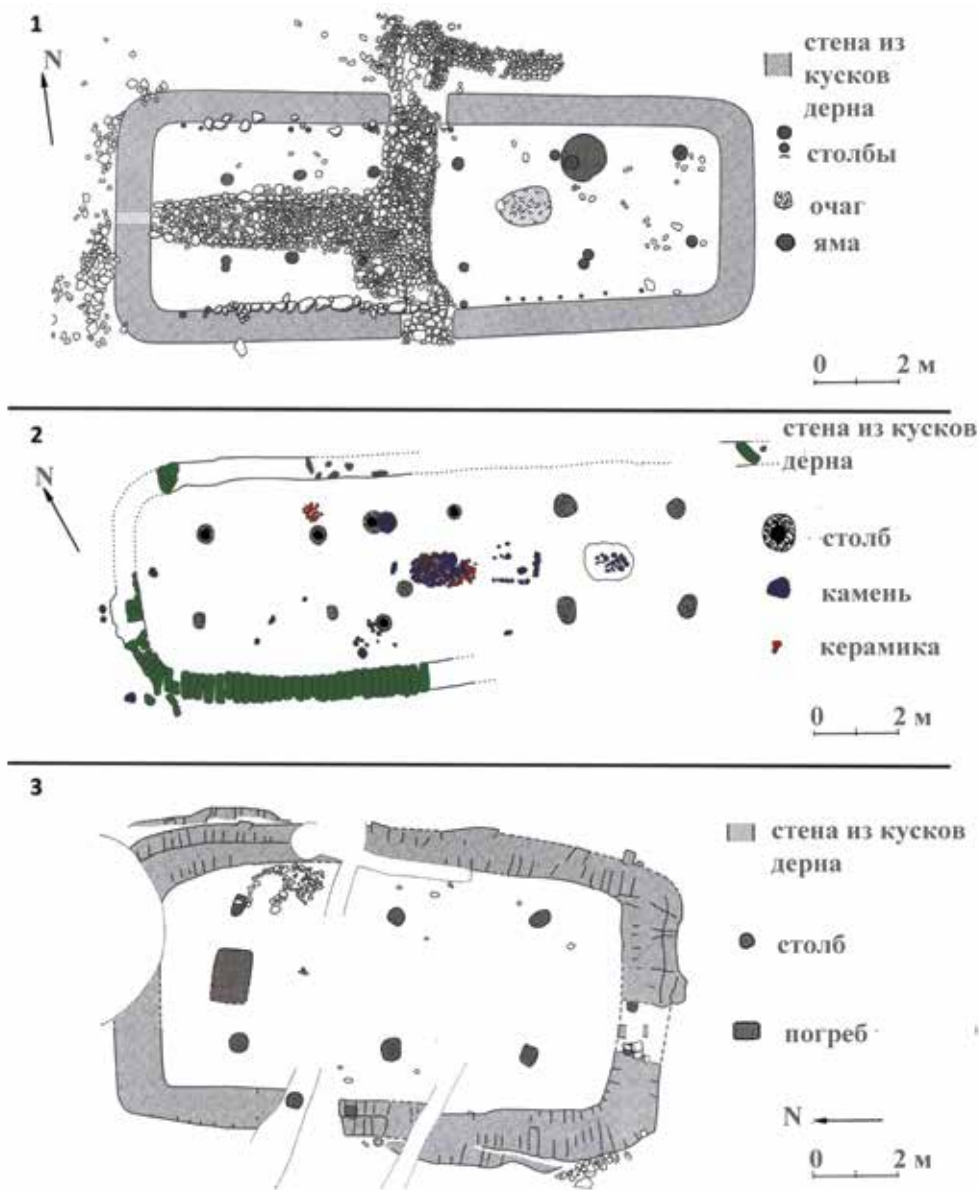 1
N
стена из
кусков
дерна
столбы
очаг
яма
0 2 м
2
N
стена из кусков
дерна
столб
камень
керамика
0 2 м
3
стена из кусков
дерна
столб
погреб
N
0 2 м